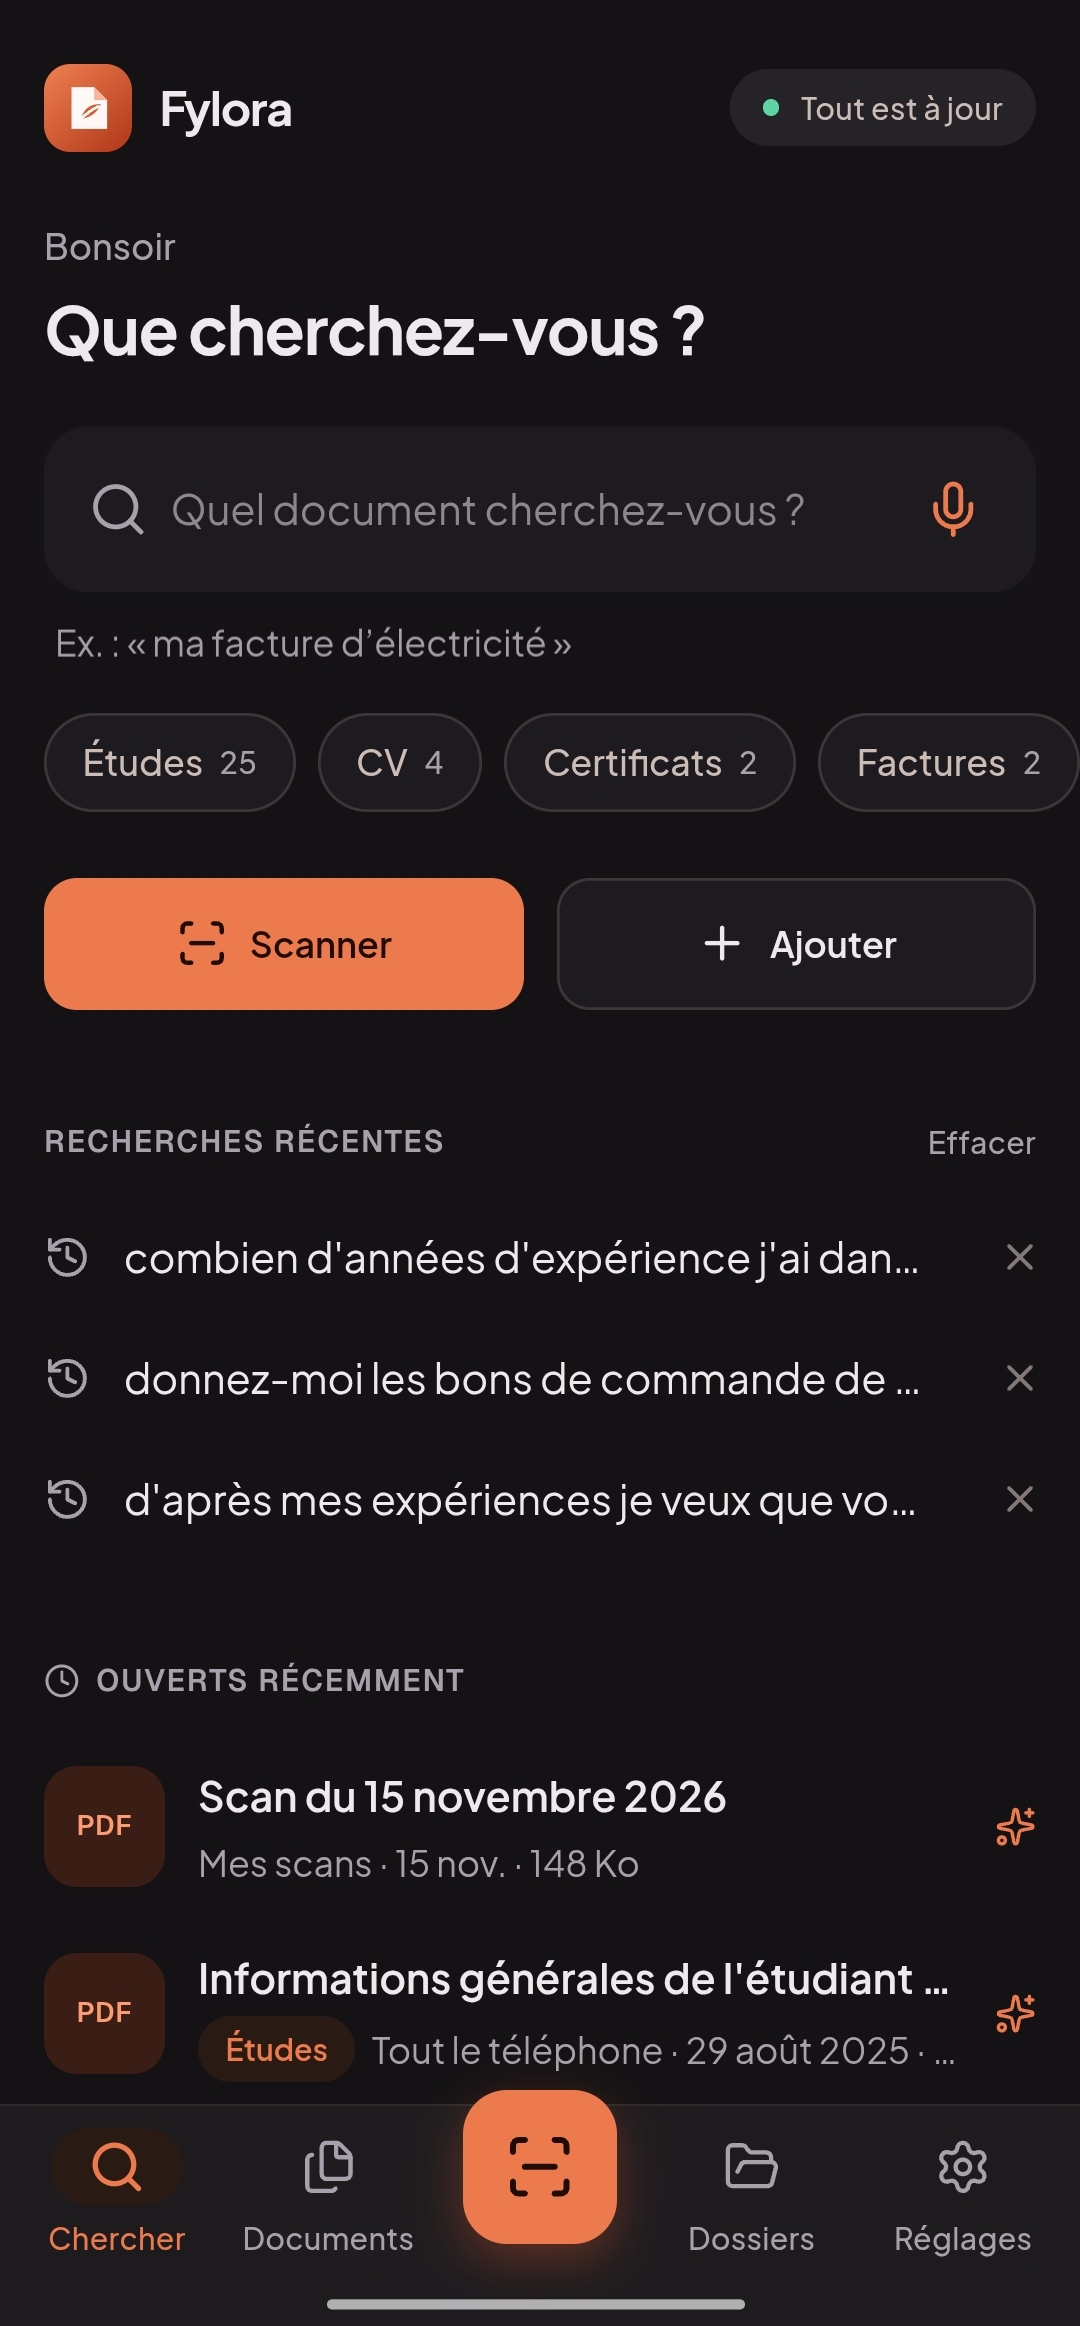 Fylora
Tout est à jour
Bonsoir
Que cherchez-vous ?
Quel document cherchez-vous ?
Ex. : « ma facture d’électricité »
Études 25
CV 4
Certificats 2
Factures 2
Scanner
Ajouter
RECHERCHES RÉCENTES
Effacer
combien d'années d'expérience j'ai dan...
donnez-moi les bons de commande de ...
d'après mes expériences je veux que vo...
OUVERTS RÉCEMMENT
PDF
Scan du 15 novembre 2026
Mes scans · 15 nov. · 148 Ko
PDF
Informations générales de l'étudiant ...
Études
Tout le téléphone · 29 août 2025 · ...
Chercher
Documents
Dossiers
Réglages